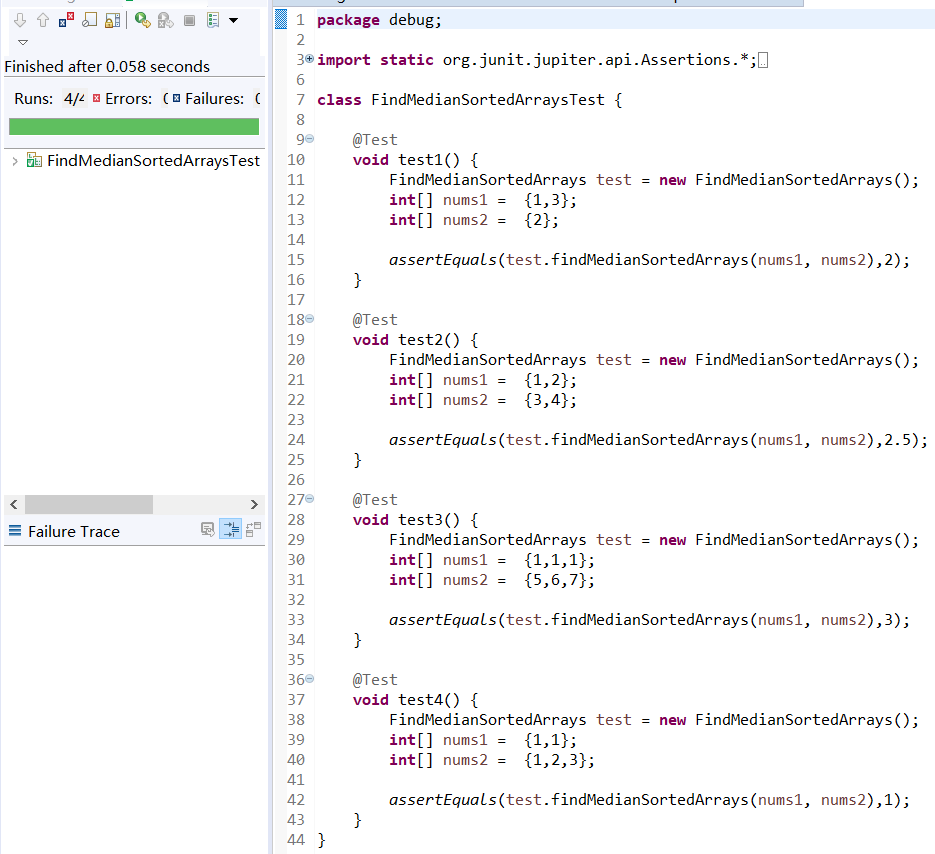 Finished after 0.058 seconds
Runs: 4/4 Errors: Failures:
FindMedianSortedArraysTest
Failure Trace
1 package debug;
2
3 import static org.junit.jupiter.api.Assertions.*;
6
7 class FindMedianSortedArraysTest {
8
9 @Test
10 void test1() {
11 FindMedianSortedArrays test = new FindMedianSortedArrays();
12 int[] nums1 =  {1,3};
13 int[] nums2 =  {2};
14
15 assertEquals(test.findMedianSortedArrays(nums1, nums2),2);
16 }
17
18 @Test
19 void test2() {
20 FindMedianSortedArrays test = new FindMedianSortedArrays();
21 int[] nums1 =  {1,2};
22 int[] nums2 =  {3,4};
23
24 assertEquals(test.findMedianSortedArrays(nums1, nums2),2.5);
25 }
26
27 @Test
28 void test3() {
29 FindMedianSortedArrays test = new FindMedianSortedArrays();
30 int[] nums1 =  {1,1,1};
31 int[] nums2 =  {5,6,7};
32
33 assertEquals(test.findMedianSortedArrays(nums1, nums2),3);
34 }
35
36 @Test
37 void test4() {
38 FindMedianSortedArrays test = new FindMedianSortedArrays();
39 int[] nums1 =  {1,1};
40 int[] nums2 =  {1,2,3};
41
42 assertEquals(test.findMedianSortedArrays(nums1, nums2),1);
43 }
44 }